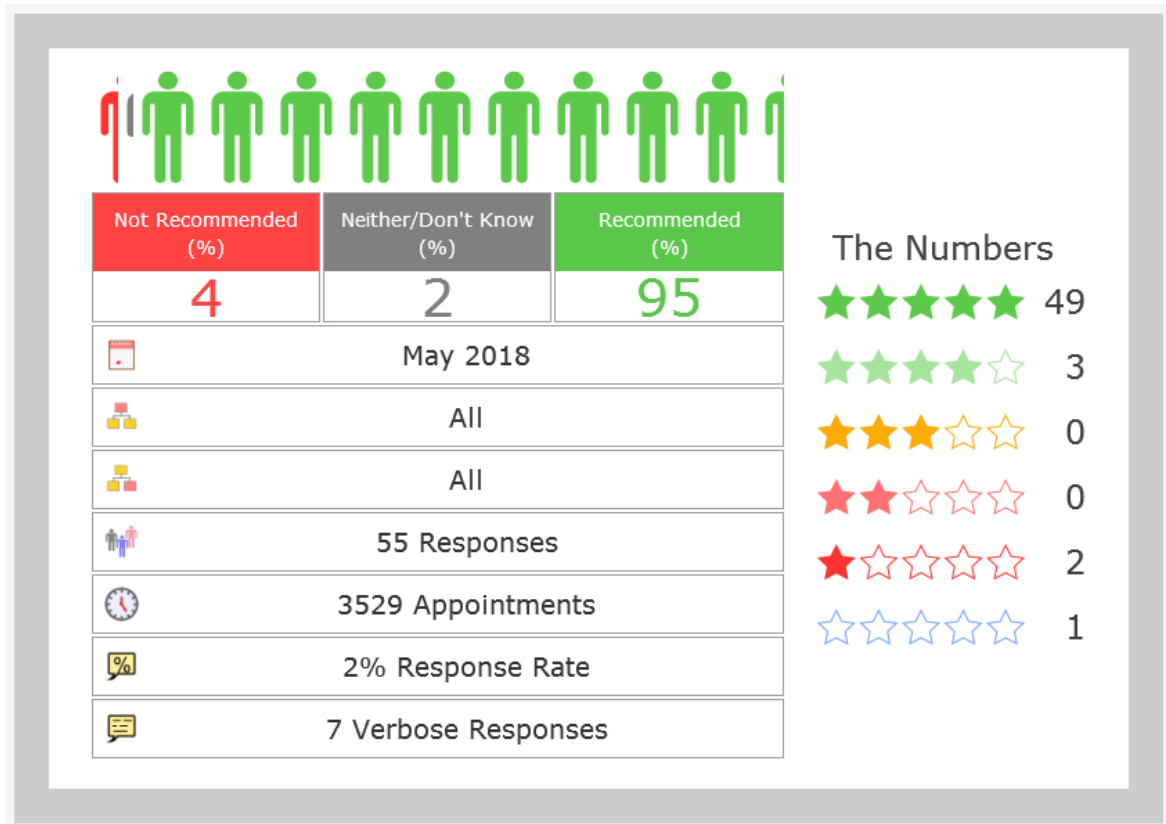 Not Recommended
(%)
Neither/Don't Know
(%)
Recommended
(%)
4
2
95
May 2018
All
All
55 Responses
3529 Appointments
2% Response Rate
7 Verbose Responses
The Numbers
49
3
0
0
2
1